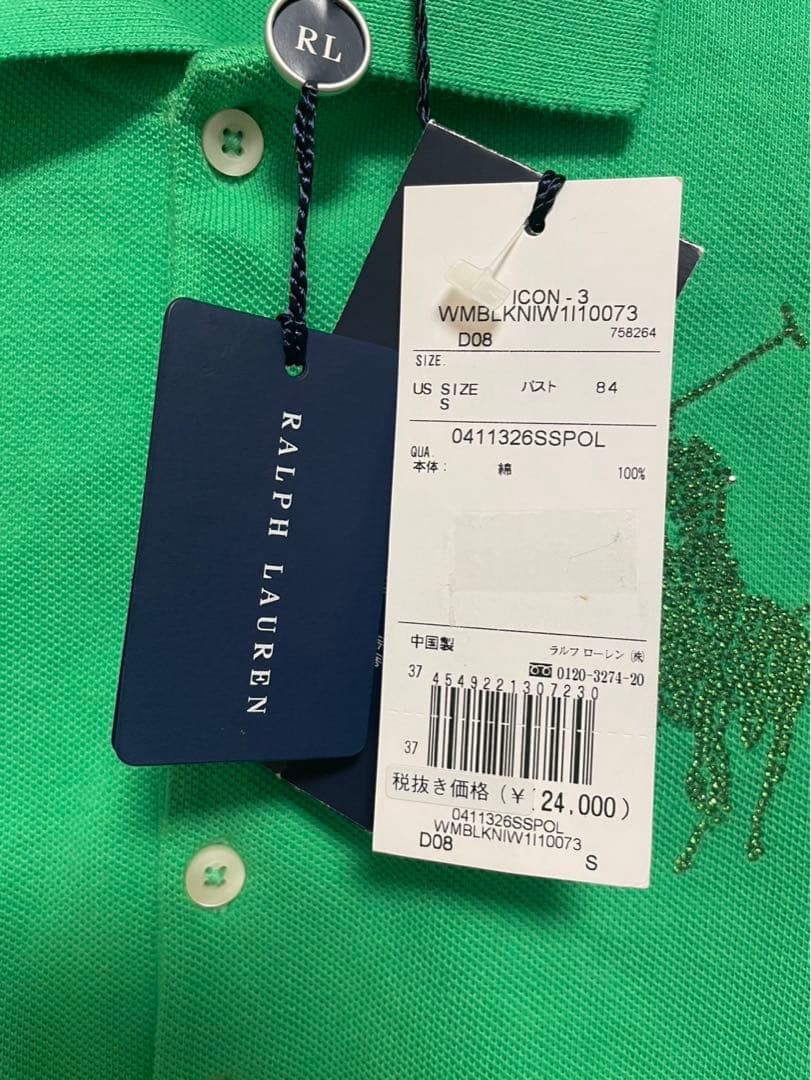 RL
RALPH LAUREN
ICON - 3
WMBLKNIW1I10073
D08
758264
SIZE.
US SIZE バスト 84
S
0411326SSPOL
QUA.
本体: 綿 100%
中国製
ラルフ ローレン ㈱
0120-3274-20
37
4549221307230
37
税抜き価格 (¥ 24,000)
0411326SSPOL
WMBLKNIW1I10073
D08
S